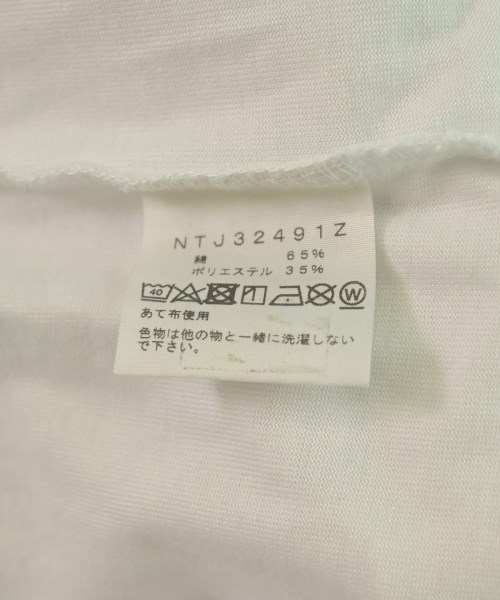 NTJ32491Z
綿 65%
ポリエステル 35%
40 W
あて布使用
色物は他の物と一緒に洗濯しない
で下さい。